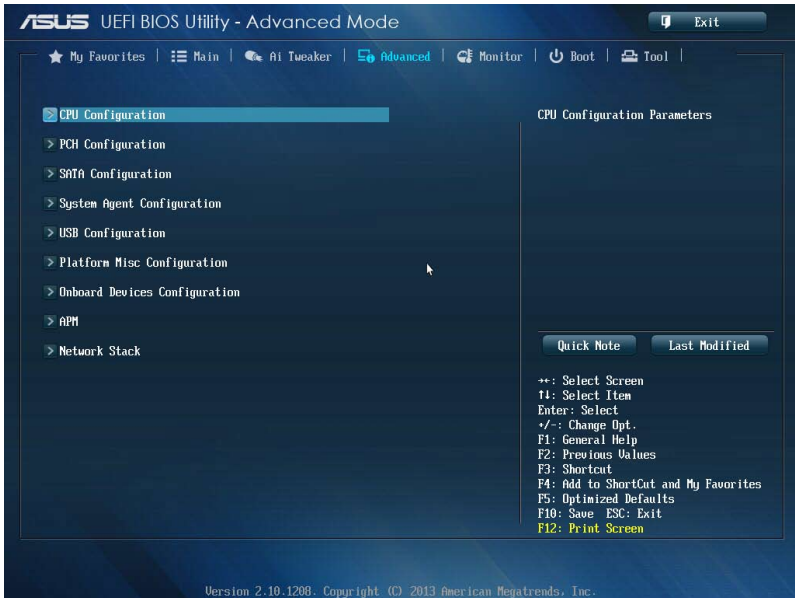 ASUS UEFI BIOS Utility - Advanced Mode
Exit
My Favorites | Main | Ai Tweaker | Advanced | Monitor | Boot | Tool |
> CPU Configuration
> PCH Configuration
> SATA Configuration
> System Agent Configuration
> USB Configuration
> Platform Misc Configuration
> Onboard Devices Configuration
> APM
> Network Stack
CPU Configuration Parameters
Quick Note
Last Modified
→←: Select Screen
↑↓: Select Item
Enter: Select
+/-: Change Opt.
F1: General Help
F2: Previous Values
F3: Shortcut
F4: Add to ShortCut and My Favorites
F5: Optimized Defaults
F10: Save ESC: Exit
F12: Print Screen
Version 2.10.1208. Copyright (C) 2013 American Megatrends, Inc.